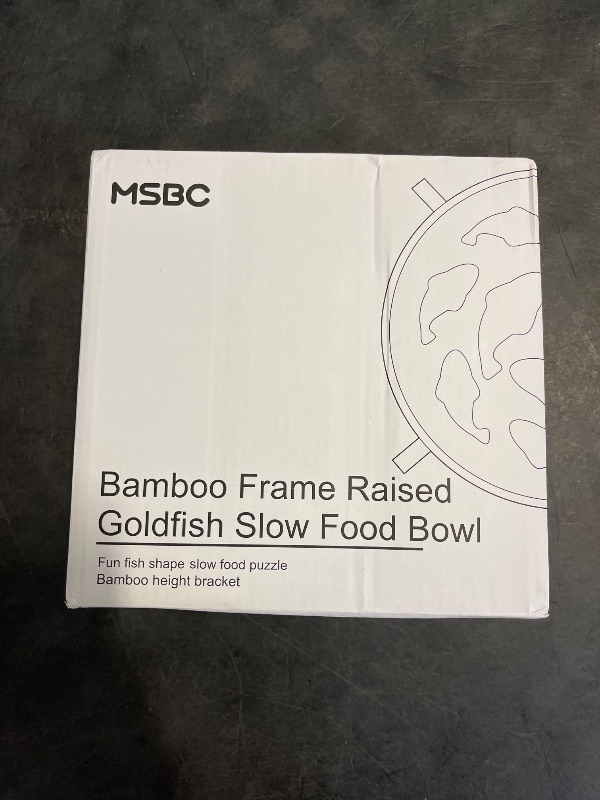 MSBC
Bamboo Frame Raised
Goldfish Slow Food Bowl
Fun fish shape slow food puzzle
Bamboo height bracket